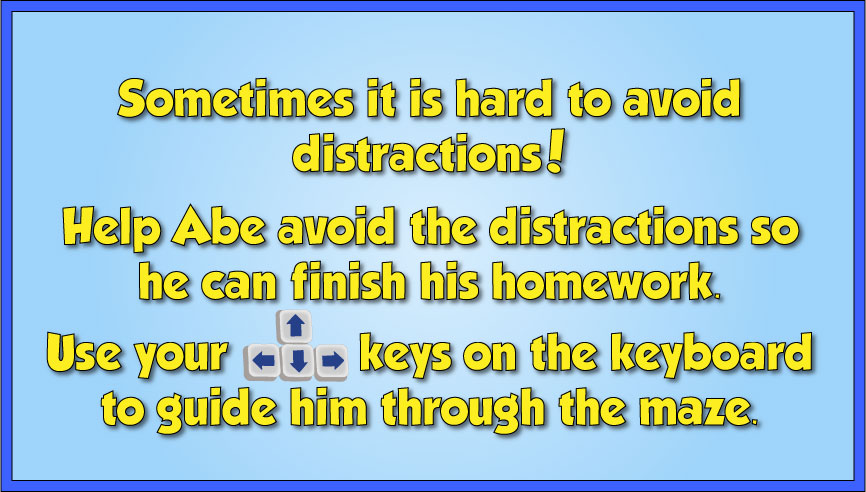 Sometimes it is hard to avoid
distractions!
Help Abe avoid the distractions so
he can finish his homework.
Use your keys on the keyboard
to guide him through the maze.